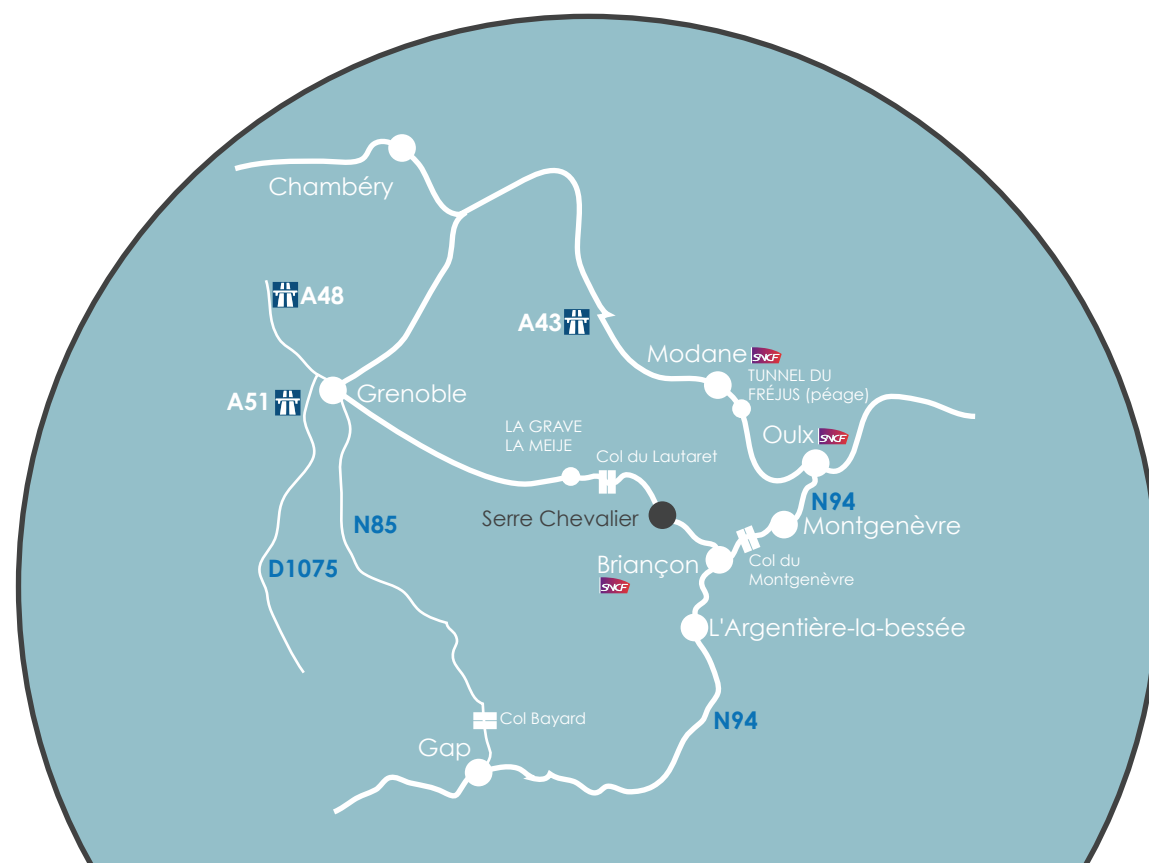 Chambéry
A48
A43
Modane SNCF
TUNNEL DU
FRÉJUS (péage)
A51
Grenoble
LA GRAVE
LA MEIJE
Col du Lautaret
Oulx SNCF
N94
Serre Chevalier
Montgenèvre
N85
Briançon
SNCF
Col du
Montgenèvre
D1075
L'Argentière-la-bessée
Col Bayard
N94
Gap